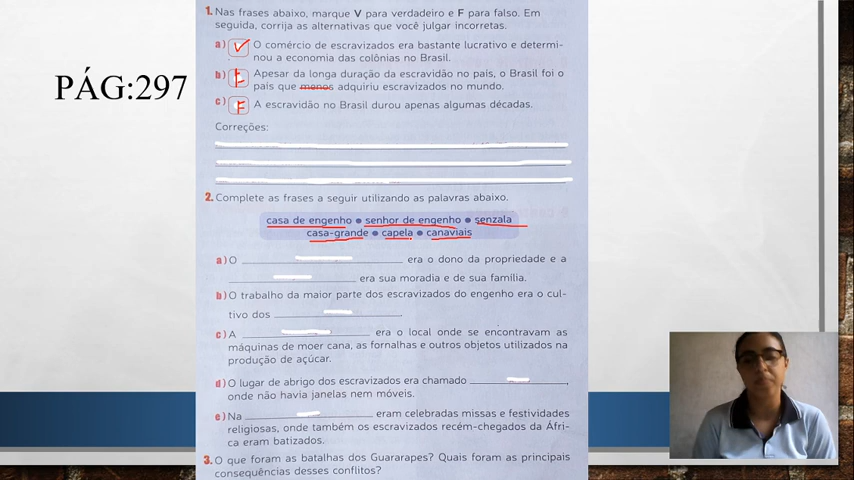 PÁG:297
1. Nas frases abaixo, marque V para verdadeiro e F para falso. Em
seguida, corrija as alternativas que você julgar incorretas.
a) V O comércio de escravizados era bastante lucrativo e determi-
nou a economia das colônias no Brasil.
b) F Apesar da longa duração da escravidão no país, o Brasil foi o
país que menos adquiriu escravizados no mundo.
c) F A escravidão no Brasil durou apenas algumas décadas.
Correções:
2. Complete as frases a seguir utilizando as palavras abaixo.
casa de engenho • senhor de engenho • senzala
casa-grande • capela • canaviais
a) O ____ era o dono da propriedade e a
____ era sua moradia e de sua família.
b) O trabalho da maior parte dos escravizados do engenho era o cul-
tivo dos ____.
c) A ____ era o local onde se encontravam as
máquinas de moer cana, as fornalhas e outros objetos utilizados na
produção de açúcar.
d) O lugar de abrigo dos escravizados era chamado ____,
onde não havia janelas nem móveis.
e) Na ____ eram celebradas missas e festividades
religiosas, onde também os escravizados recém-chegados da Áfri-
ca eram batizados.
3. O que foram as batalhas dos Guararapes? Quais foram as principais
consequências desses conflitos?